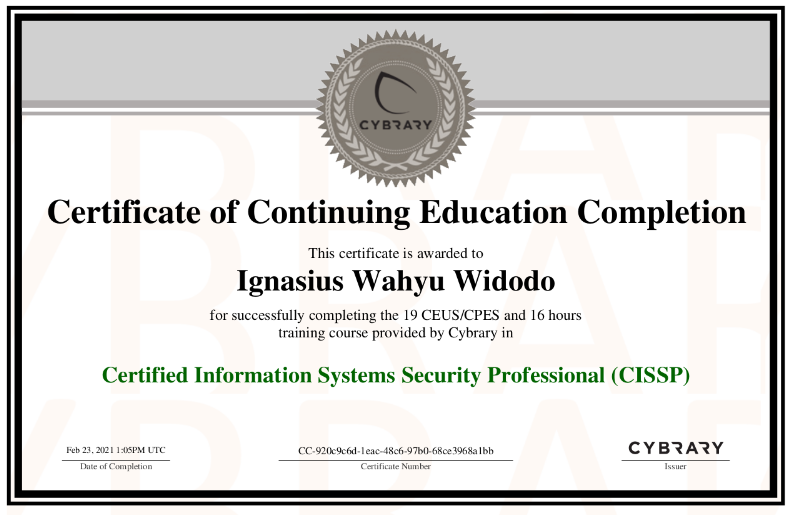 CYBRARY
Certificate of Continuing Education Completion
This certificate is awarded to
Ignasius Wahyu Widodo
for successfully completing the 19 CEUS/CPES and 16 hours
training course provided by Cybrary in
Certified Information Systems Security Professional (CISSP)
Feb 23, 2021 1:05PM UTC
Date of Completion
CC-920c9c6d-1eac-48c6-97b0-68ce3968a1bb
Certificate Number
CYBRARY
Issuer